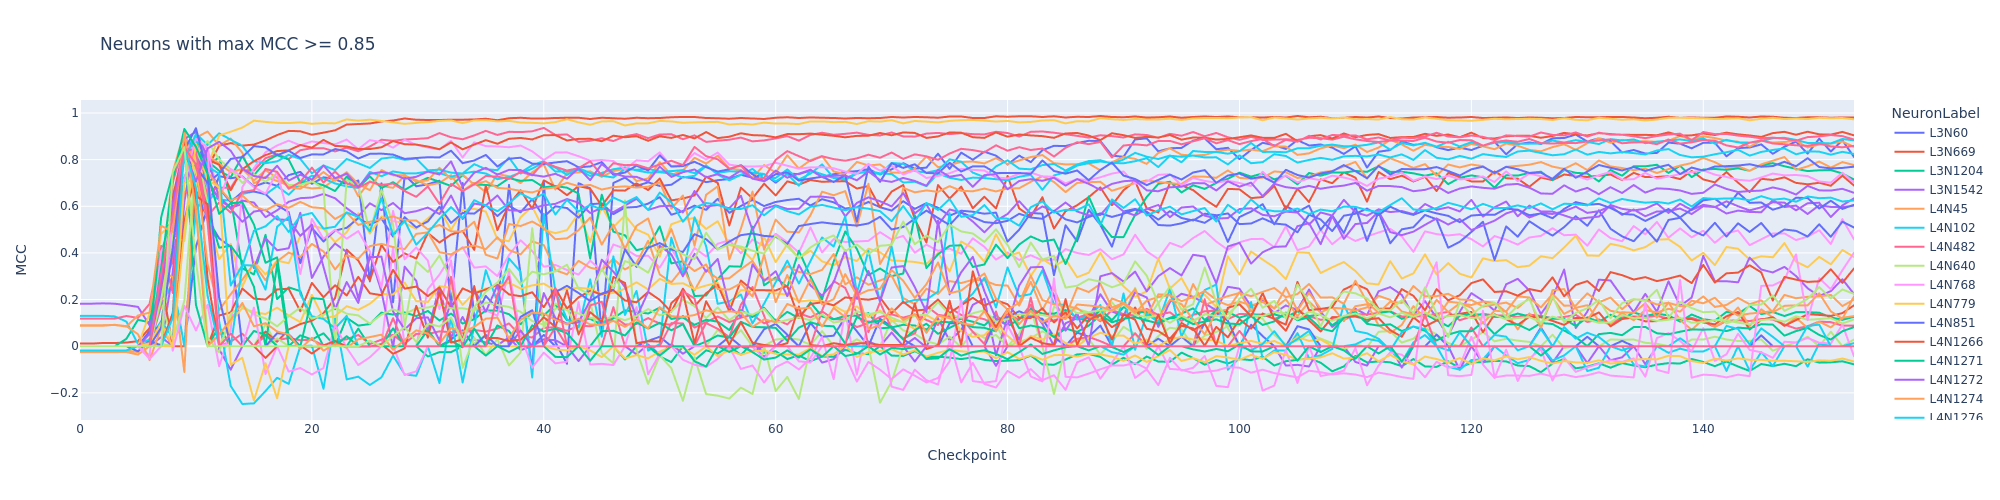 Neurons with max MCC >= 0.85
MCC
1
0.8
0.6
0.4
0.2
0
−0.2
0
20
40
60
80
100
120
140
Checkpoint
NeuronLabel
L3N60
L3N669
L3N1204
L3N1542
L4N45
L4N102
L4N482
L4N640
L4N768
L4N779
L4N851
L4N1266
L4N1271
L4N1272
L4N1274
L4N1276